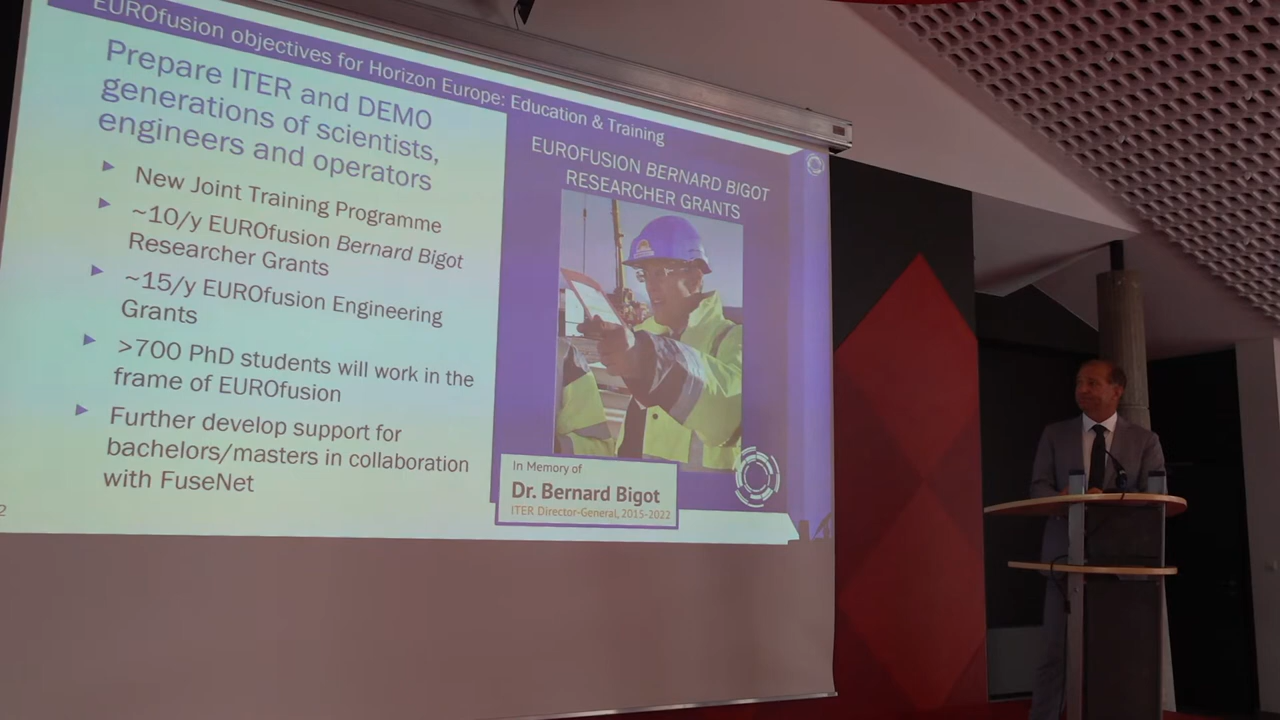 EUROfusion objectives for Horizon Europe: Education & Training
Prepare ITER and DEMO
generations of scientists,
engineers and operators
New Joint Training Programme
~10/y EUROfusion Bernard Bigot
Researcher Grants
~15/y EUROfusion Engineering
Grants
>700 PhD students will work in the
frame of EUROfusion
Further develop support for
bachelors/masters in collaboration
with FuseNet
EUROFUSION BERNARD BIGOT
RESEARCHER GRANTS
In Memory of
Dr. Bernard Bigot
ITER Director-General, 2015-2022
2